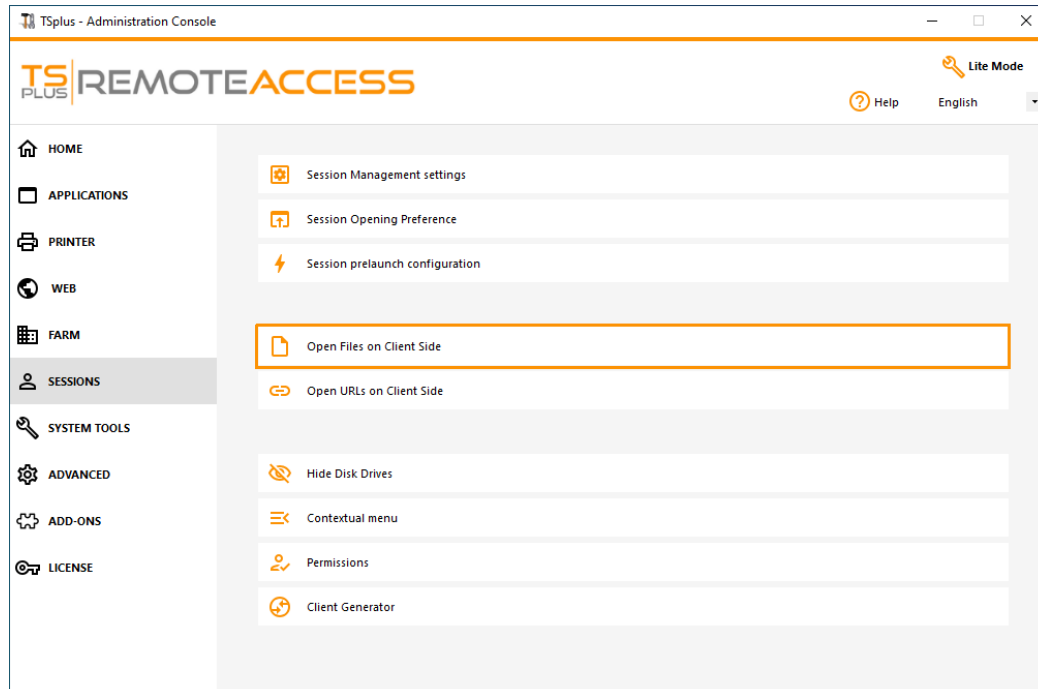 TSplus - Administration Console
TS PLUS REMOTEACCESS
Lite Mode
Help
English
HOME
APPLICATIONS
PRINTER
WEB
FARM
SESSIONS
SYSTEM TOOLS
ADVANCED
ADD-ONS
LICENSE
Session Management settings
Session Opening Preference
Session prelaunch configuration
Open Files on Client Side
Open URLs on Client Side
Hide Disk Drives
Contextual menu
Permissions
Client Generator